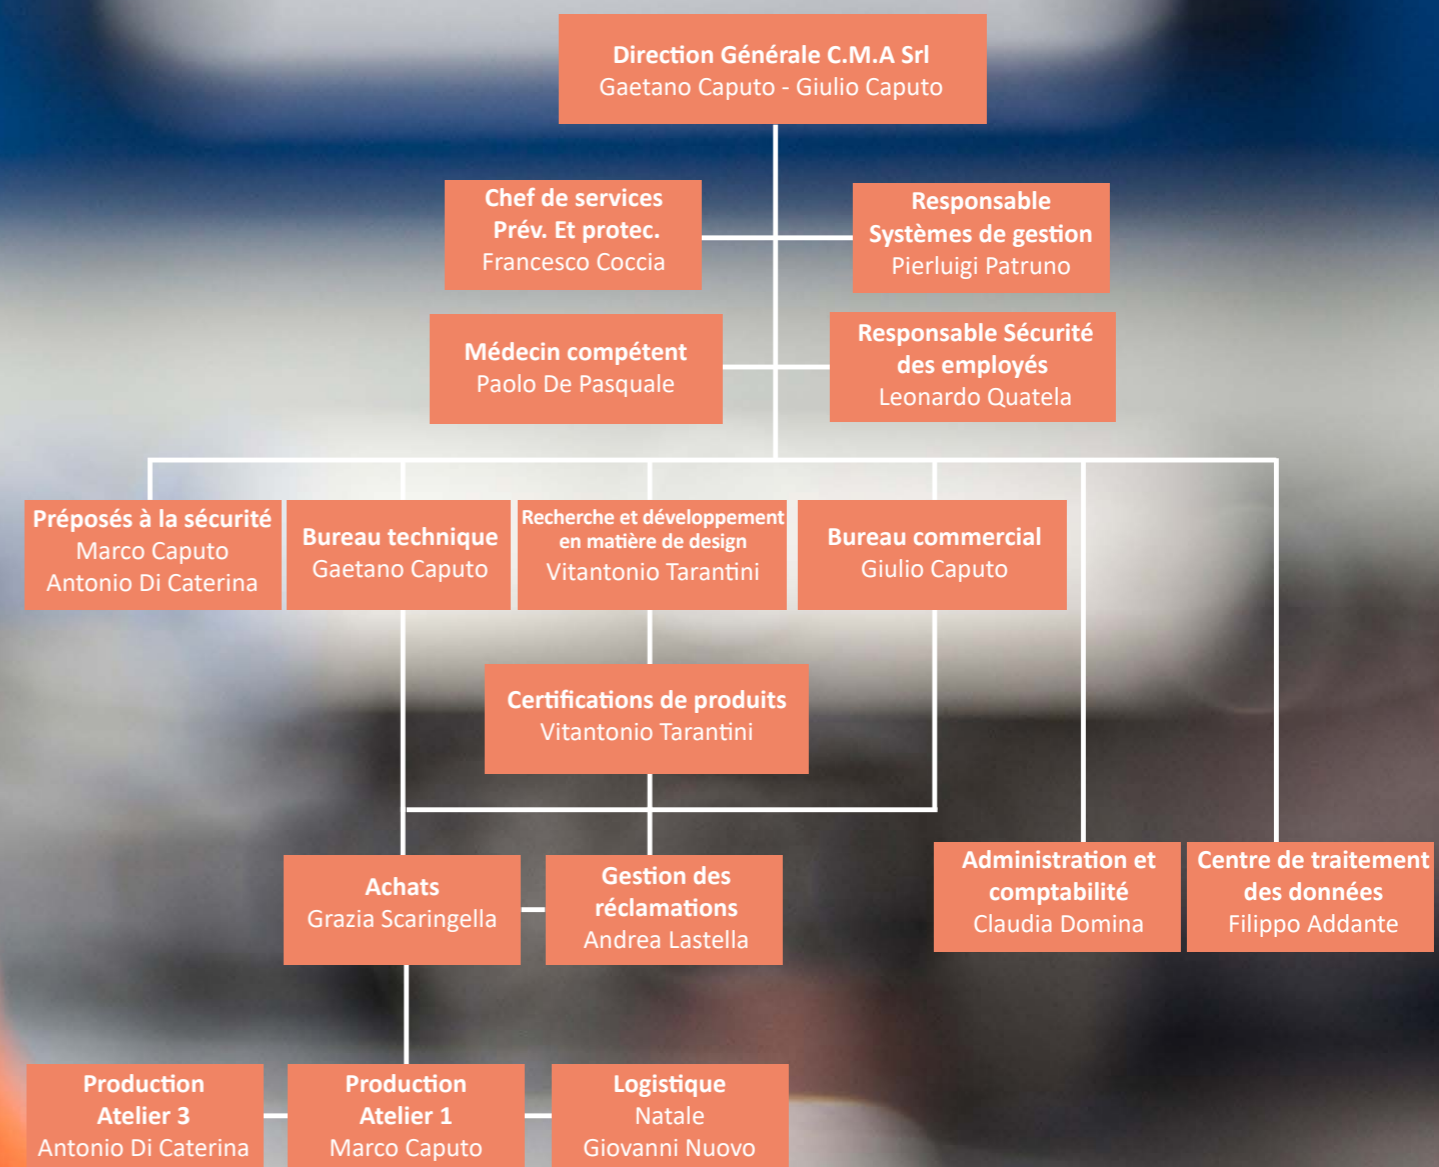 Direction Générale C.M.A Srl
Gaetano Caputo - Giulio Caputo
Chef de services
Prév. Et protec.
Francesco Coccia
Responsable
Systèmes de gestion
Pierluigi Patruno
Médecin compétent
Paolo De Pasquale
Responsable Sécurité
des employés
Leonardo Quatela
Préposés à la sécurité
Marco Caputo
Antonio Di Caterina
Bureau technique
Gaetano Caputo
Recherche et développement
en matière de design
Vitantonio Tarantini
Bureau commercial
Giulio Caputo
Certifications de produits
Vitantonio Tarantini
Achats
Grazia Scaringella
Gestion des
réclamations
Andrea Lastella
Administration et
comptabilité
Claudia Domina
Centre de traitement
des données
Filippo Addante
Production
Atelier 3
Antonio Di Caterina
Production
Atelier 1
Marco Caputo
Logistique
Natale
Giovanni Nuovo